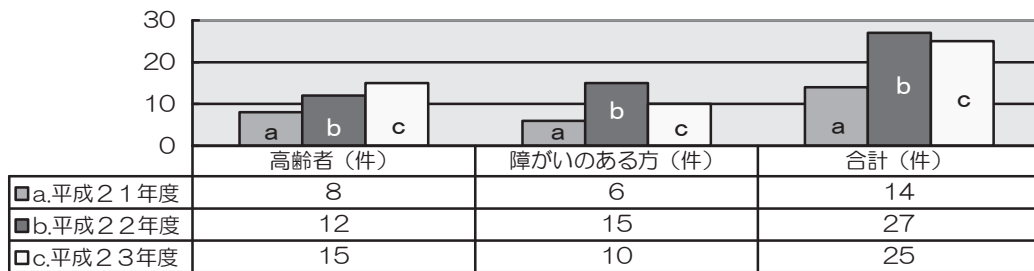 30
20
10
0
a b c a b c a b c
高齢者（件） 障がいのある方（件） 合計（件）
a.平成２１年度 8 6 14
b.平成２２年度 12 15 27
c.平成２３年度 15 10 25